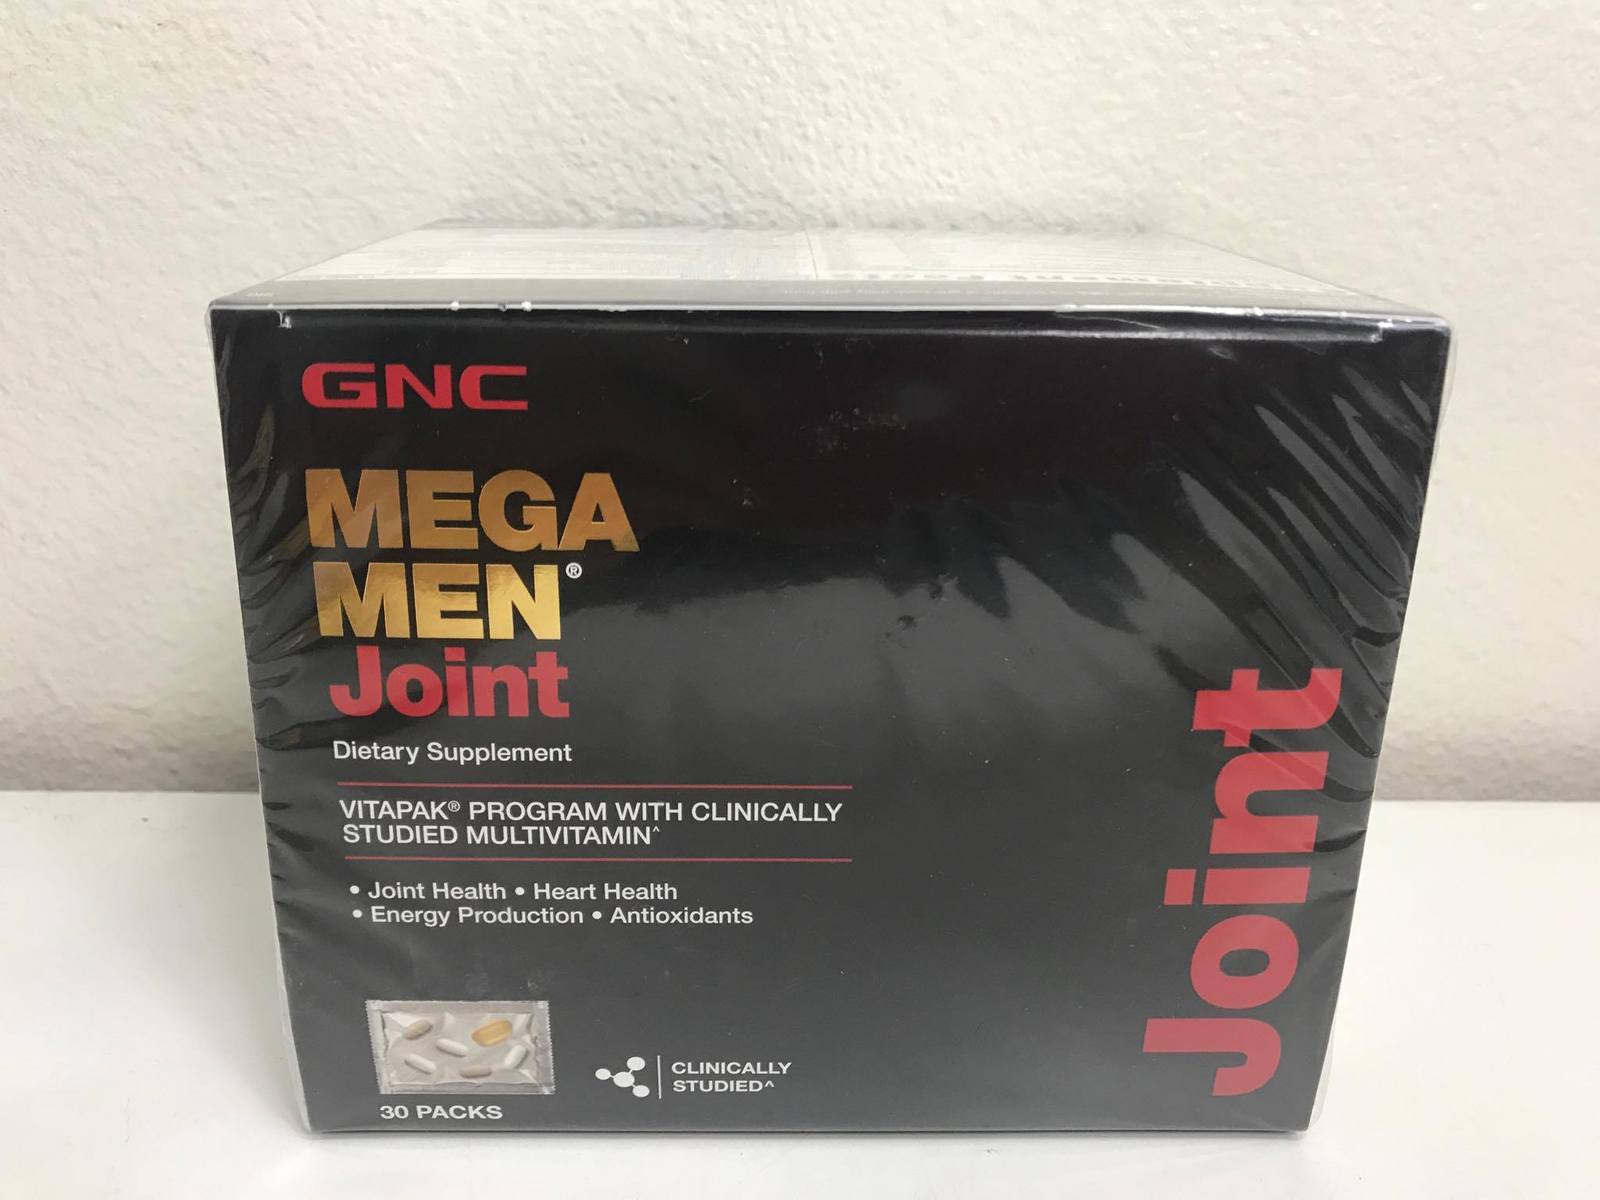 GNC
MEGA
MEN®
Joint
Dietary Supplement
VITAPAK® PROGRAM WITH CLINICALLY
STUDIED MULTIVITAMIN^
• Joint Health • Heart Health
• Energy Production • Antioxidants
30 PACKS
CLINICALLY
STUDIED^
Joint